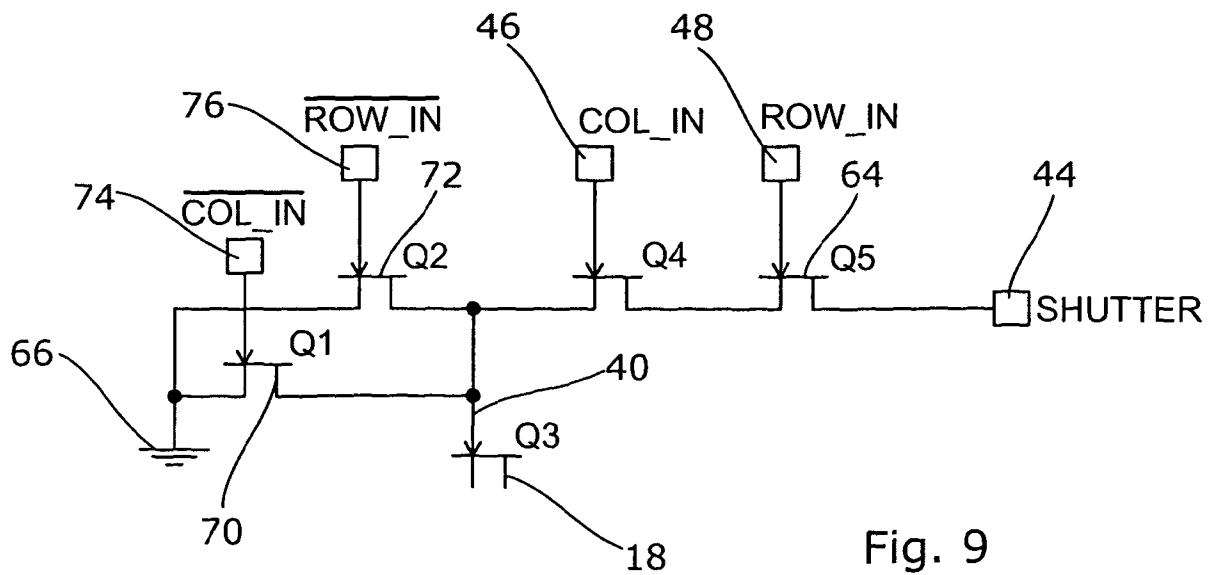 46
48
76
ROW_IN
COL_IN
ROW_IN
74
COL_IN
72
64
44
Q2
Q4
Q5
SHUTTER
66
Q1
40
Q3
70
18
Fig. 9